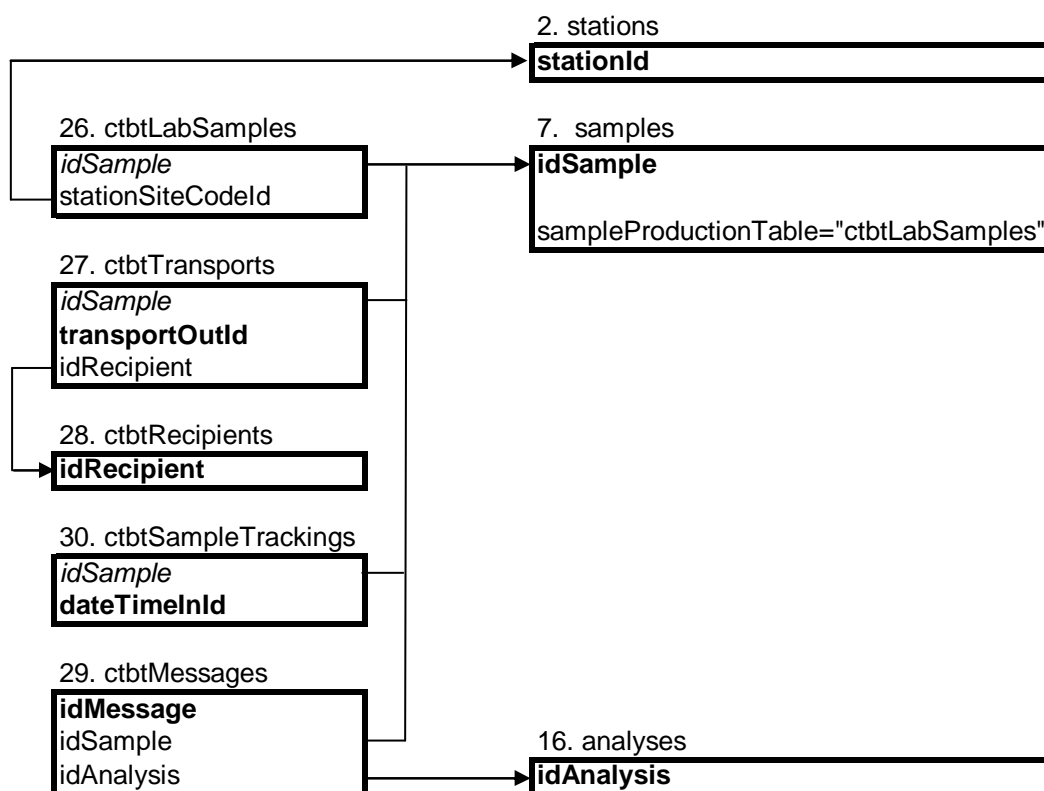 2. stations
stationId
26. ctbtLabSamples
idSample
stationSiteCodeId
7. samples
idSample
sampleProductionTable="ctbtLabSamples"
27. ctbtTransports
idSample
transportOutId
idRecipient
28. ctbtRecipients
idRecipient
30. ctbtSampleTrackings
idSample
dateTimeInId
29. ctbtMessages
idMessage
idSample
idAnalysis
16. analyses
idAnalysis